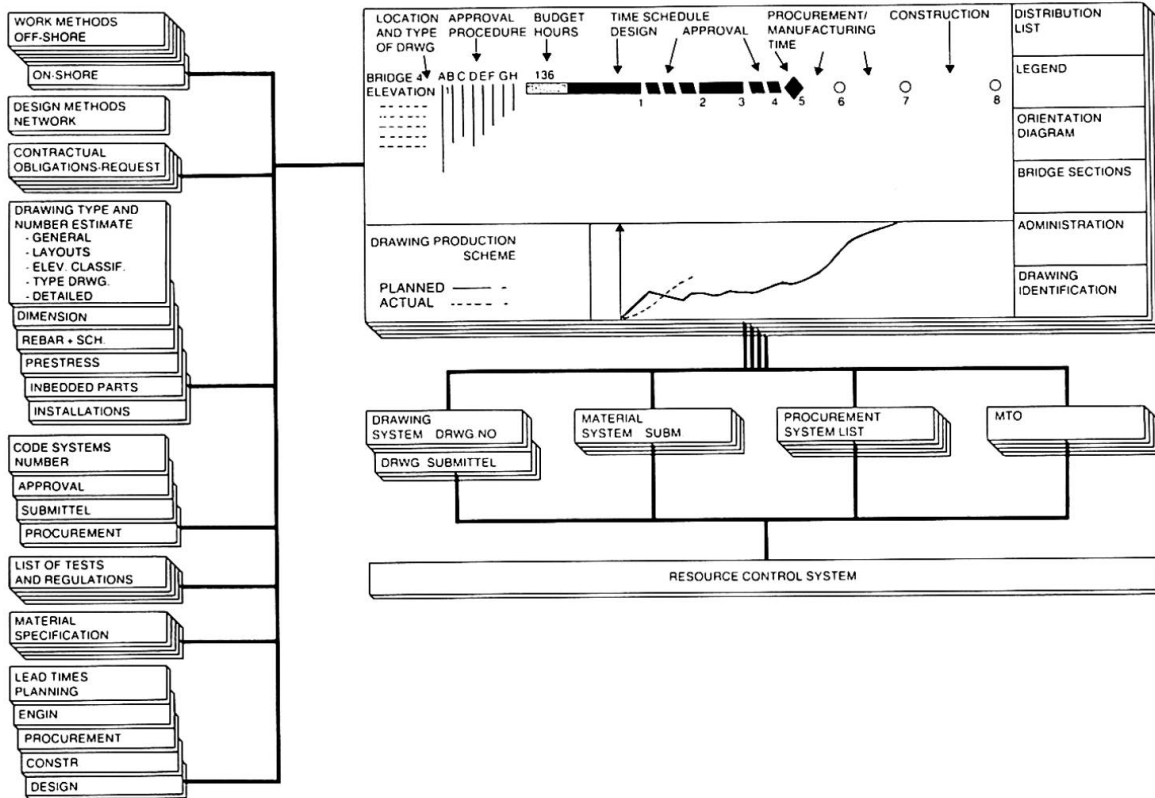 WORK METHODS
OFF-SHORE
ON-SHORE
DESIGN METHODS
NETWORK
CONTRACTUAL
OBLIGATIONS-REQUEST
DRAWING TYPE AND
NUMBER ESTIMATE
- GENERAL
- LAYOUTS
- ELEV. CLASSIF.
- TYPE DRWG.
- DETAILED
DIMENSION
REBAR + SCH.
PRESTRESS
INBEDDED PARTS
INSTALLATIONS
CODE SYSTEMS
NUMBER
APPROVAL
SUBMITTEL
PROCUREMENT
LIST OF TESTS
AND REGULATIONS
MATERIAL
SPECIFICATION
LEAD TIMES
PLANNING
ENGIN
PROCUREMENT
CONSTR
DESIGN
LOCATION
AND TYPE
OF DRWG
APPROVAL
PROCEDURE
BUDGET
HOURS
TIME SCHEDULE
DESIGN
APPROVAL
PROCUREMENT/
MANUFACTURING
TIME
CONSTRUCTION
BRIDGE 4
ELEVATION
ABC DEF GH
136
1 2 3 4 5 6 7 8
DRAWING PRODUCTION
SCHEME
PLANNED
ACTUAL
DISTRIBUTION
LIST
LEGEND
ORIENTATION
DIAGRAM
BRIDGE SECTIONS
ADMINISTRATION
DRAWING
IDENTIFICATION
DRAWING
SYSTEM DRWG NO
DRWG SUBMITTEL
MATERIAL
SYSTEM SUBM
PROCUREMENT
SYSTEM LIST
MTO
RESOURCE CONTROL SYSTEM